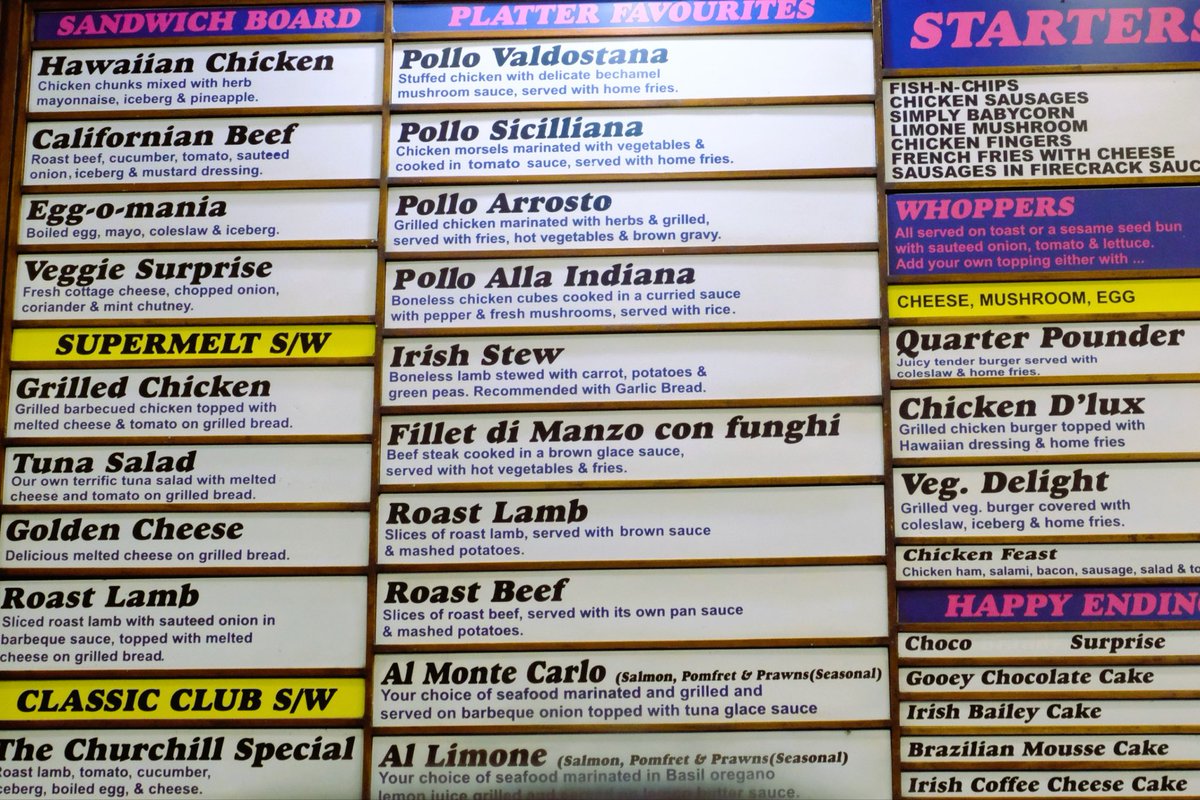 SANDWICH BOARD
Hawaiian Chicken
Chicken chunks mixed with herb
mayonnaise, iceberg & pineapple.
Californian Beef
Roast beef, cucumber, tomato, sauteed
onion, iceberg & mustard dressing.
Egg-o-mania
Boiled egg, mayo, coleslaw & iceberg.
Veggie Surprise
Fresh cottage cheese, chopped onion,
coriander & mint chutney.
SUPERMELT S/W
Grilled Chicken
Grilled barbecued chicken topped with
melted cheese & tomato on grilled bread.
Tuna Salad
Our own terrific tuna salad with melted
cheese and tomato on grilled bread.
Golden Cheese
Delicious melted cheese on grilled bread.
Roast Lamb
Sliced roast lamb with sauteed onion in
barbeque sauce, topped with melted
cheese on grilled bread.
CLASSIC CLUB S/W
The Churchill Special
Roast lamb, tomato, cucumber,
iceberg, boiled egg, & cheese.
PLATTER FAVOURITES
Pollo Valdostana
Stuffed chicken with delicate bechamel
mushroom sauce, served with home fries.
Pollo Sicilliana
Chicken morsels marinated with vegetables &
cooked in tomato sauce, served with home fries.
Pollo Arrosto
Grilled chicken marinated with herbs & grilled,
served with fries, hot vegetables & brown gravy.
Pollo Alla Indiana
Boneless chicken cubes cooked in a curried sauce
with pepper & fresh mushrooms, served with rice.
Irish Stew
Boneless lamb stewed with carrot, potatoes &
green peas. Recommended with Garlic Bread.
Fillet di Manzo con funghi
Beef steak cooked in a brown glace sauce,
served with hot vegetables & fries.
Roast Lamb
Slices of roast lamb, served with brown sauce
& mashed potatoes.
Roast Beef
Slices of roast beef, served with its own pan sauce
& mashed potatoes.
Al Monte Carlo (Salmon, Pomfret & Prawns(Seasonal)
Your choice of seafood marinated and grilled and
served on barbeque onion topped with tuna glace sauce
Al Limone (Salmon, Pomfret & Prawns(Seasonal)
Your choice of seafood marinated in Basil oregano
lemon juice grilled and served on lemon butter sauce.
STARTERS
FISH-N-CHIPS
CHICKEN SAUSAGES
SIMPLY BABYCORN
LIMONE MUSHROOM
CHICKEN FINGERS
FRENCH FRIES WITH CHEESE
SAUSAGES IN FIRECRACK SAUC
WHOPPERS
All served on toast or a sesame seed bun
with sauteed onion, tomato & lettuce.
Add your own topping either with ...
CHEESE, MUSHROOM, EGG
Quarter Pounder
Juicy tender burger served with
coleslaw & home fries.
Chicken D'lux
Grilled chicken burger topped with
Hawaiian dressing & home fries
Veg. Delight
Grilled veg. burger covered with
coleslaw, iceberg & home fries.
Chicken Feast
Chicken ham, salami, bacon, sausage, salad & to
HAPPY ENDIN
Choco Surprise
Gooey Chocolate Cake
Irish Bailey Cake
Brazilian Mousse Cake
Irish Coffee Cheese Cake